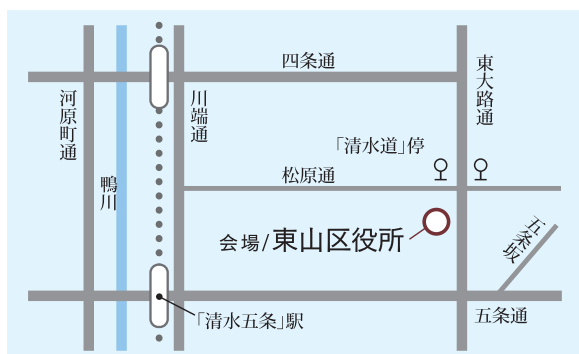 四条通
東大路通
河原町通
川端通
「清水道」停
松原通
鴨川
五条坂
会場/東山区役所
「清水五条」駅
五条通